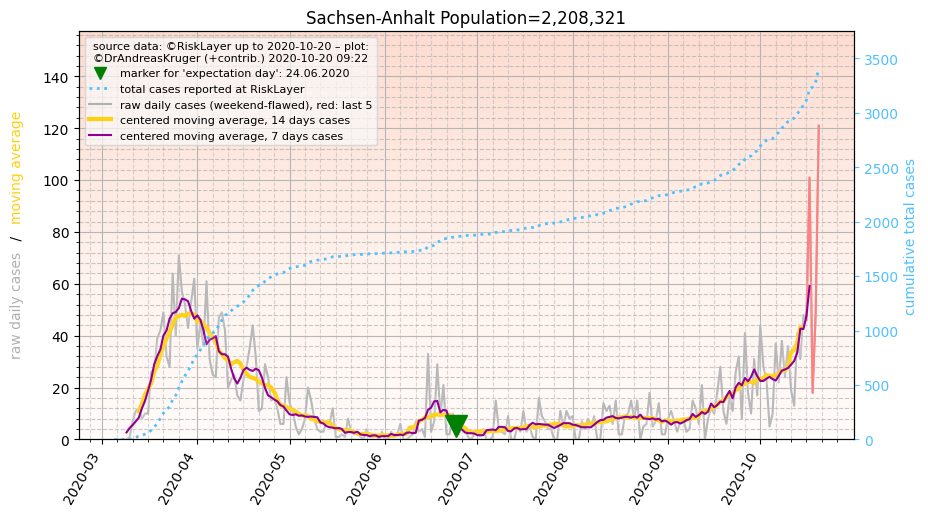 Sachsen-Anhalt Population=2,208,321
source data: ©RiskLayer up to 2020-10-20 – plot:
©DrAndreasKruger (+contrib.) 2020-10-20 09:22
marker for 'expectation day': 24.06.2020
total cases reported at RiskLayer
raw daily cases (weekend-flawed), red: last 5
centered moving average, 14 days cases
centered moving average, 7 days cases
raw daily cases / moving average
140
120
100
80
60
40
20
0
3500
3000
2500
2000
1500
1000
500
0
cumulative total cases
2020-03
2020-04
2020-05
2020-06
2020-07
2020-08
2020-09
2020-10